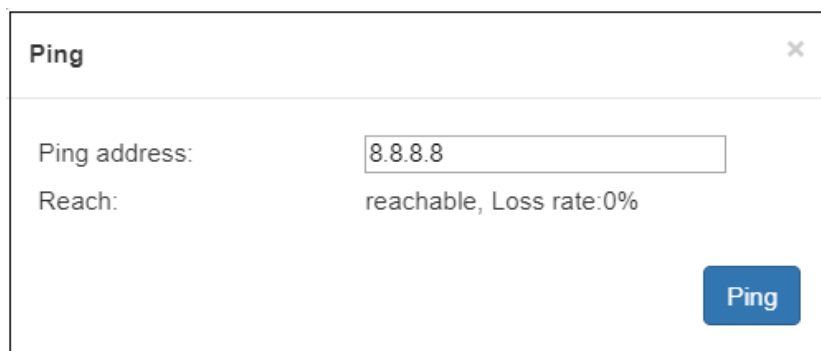 Ping ×
Ping address: 8.8.8.8
Reach: reachable, Loss rate:0%
Ping